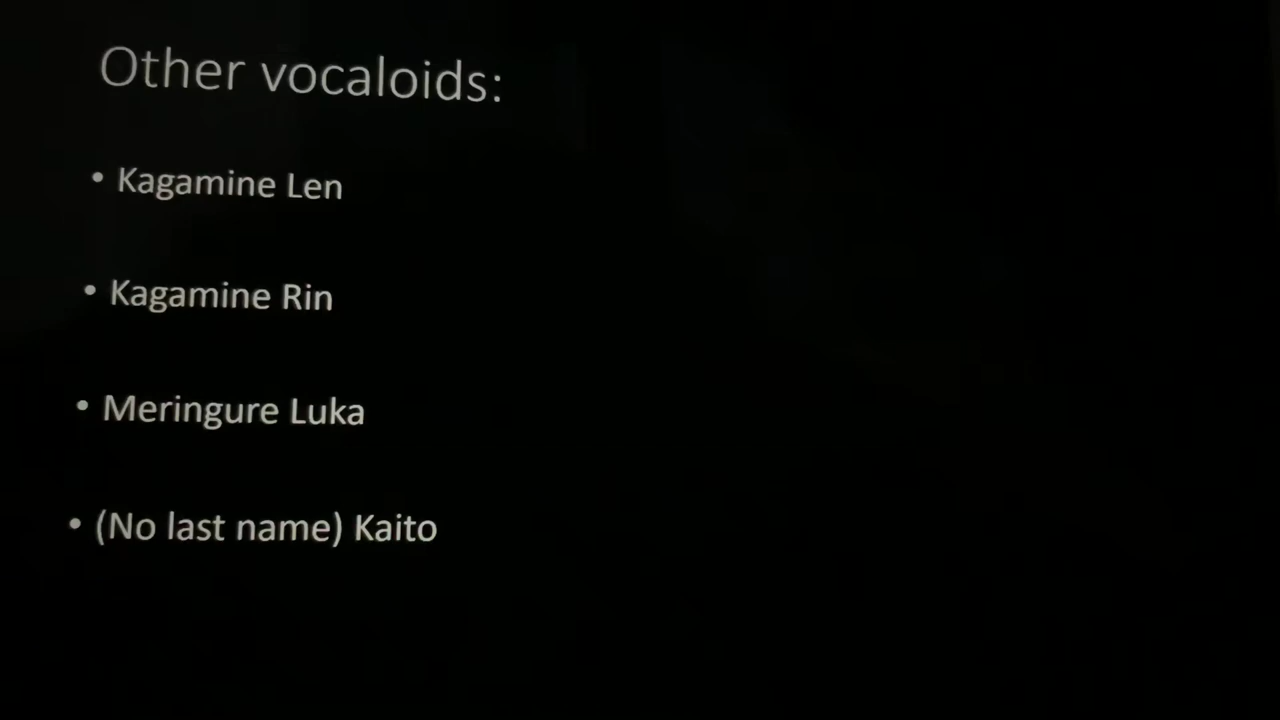 Other vocaloids:
• Kagamine Len
• Kagamine Rin
• Meringure Luka
• (No last name) Kaito